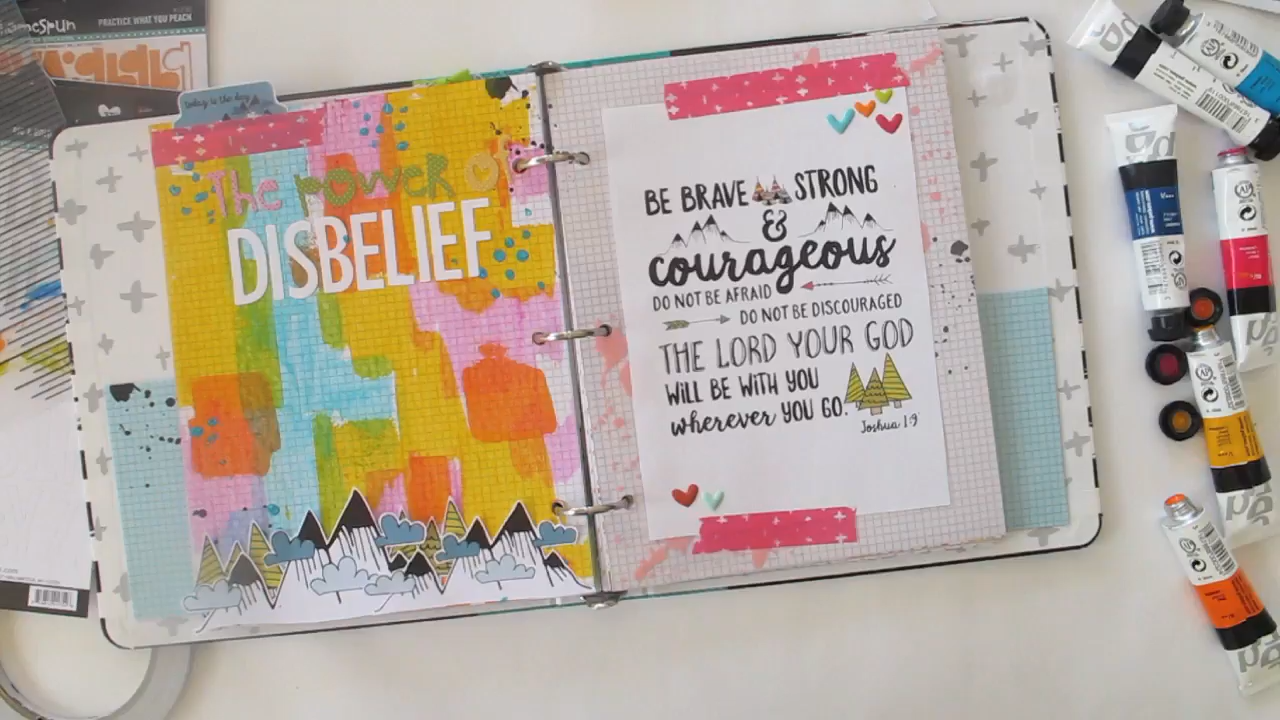 PRACTICE WHAT YOU PEACH
today is the day
The power of
DISBELIEF
BE BRAVE STRONG
&
courageous
DO NOT BE AFRAID
DO NOT BE DISCOURAGED
THE LORD YOUR GOD
WILL BE WITH YOU
wherever YOU GO.
Joshua 1:9